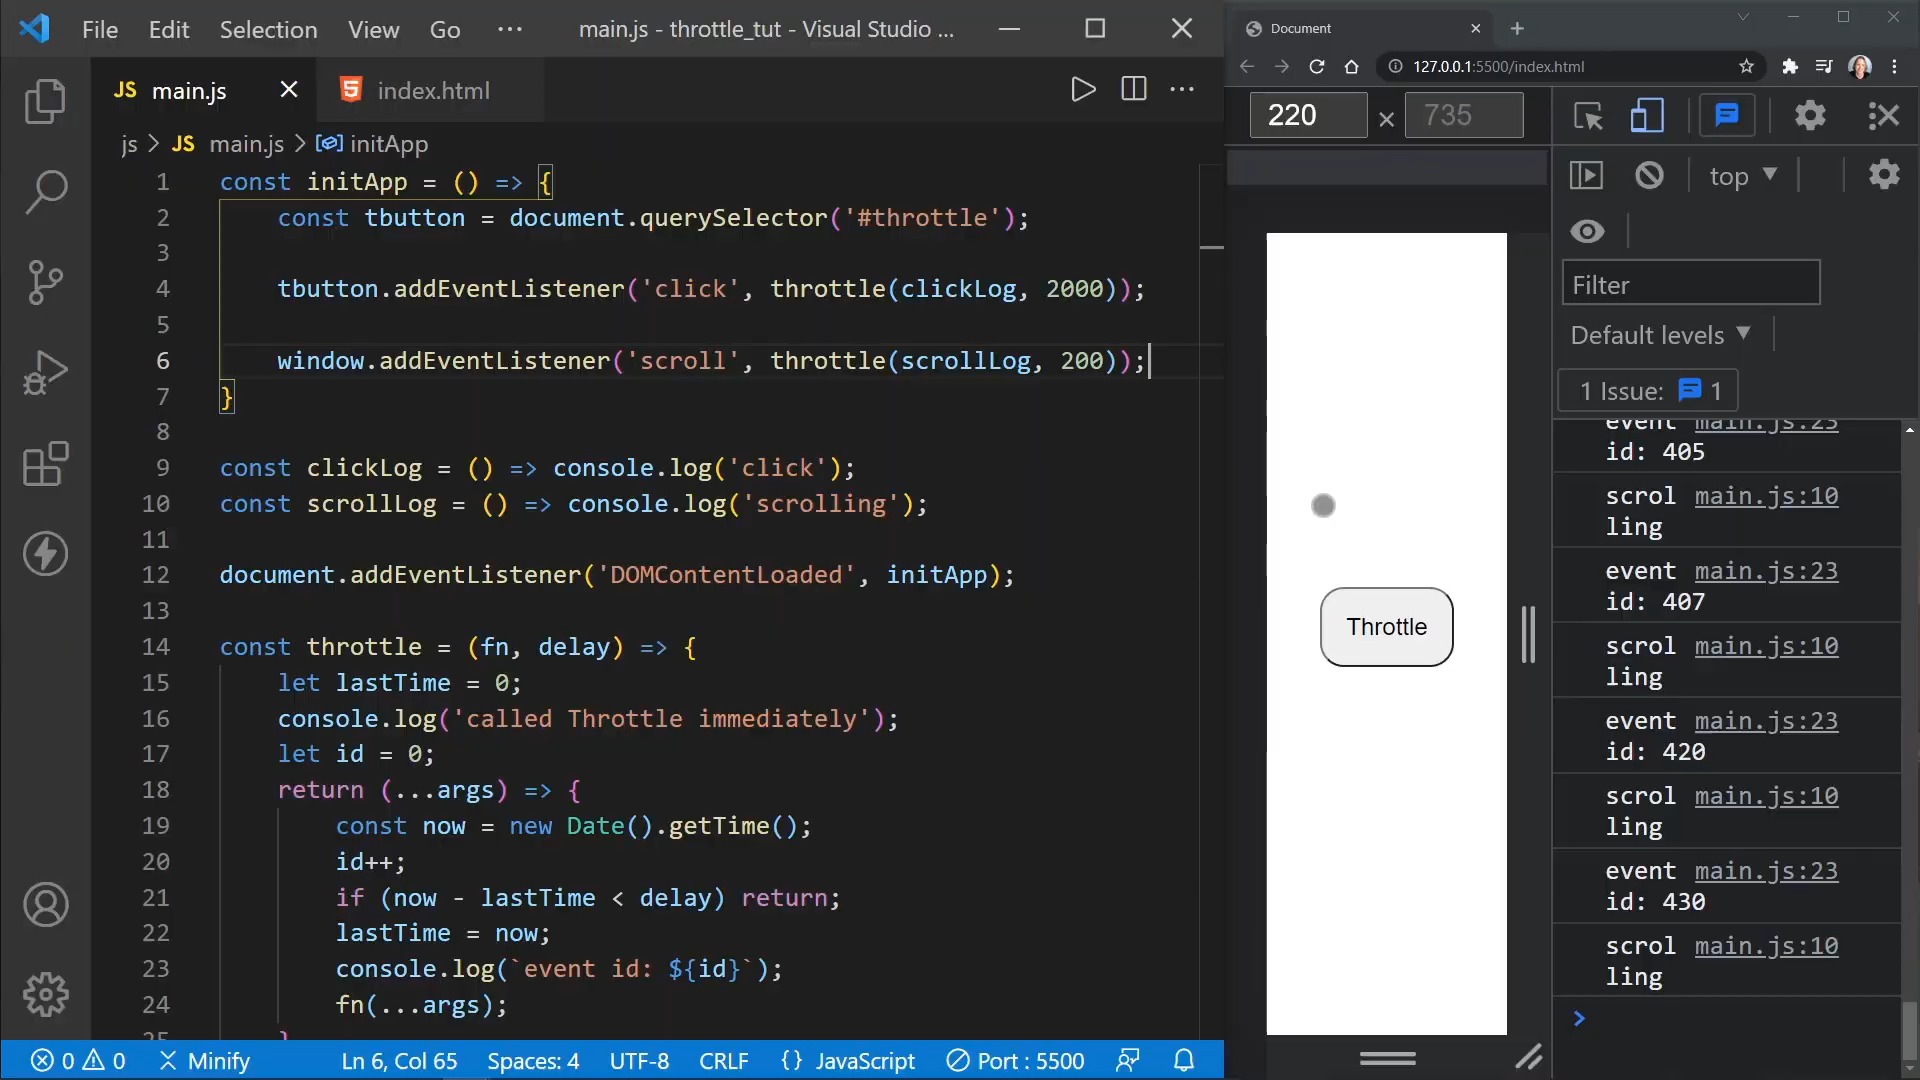 File Edit Selection View Go ··· main.js - throttle_tut - Visual Studio ...
JS main.js index.html
js > JS main.js > initApp
1 const initApp = () => {
2 const tbutton = document.querySelector('#throttle');
3
4 tbutton.addEventListener('click', throttle(clickLog, 2000));
5
6 window.addEventListener('scroll', throttle(scrollLog, 200));
7 }
8
9 const clickLog = () => console.log('click');
10 const scrollLog = () => console.log('scrolling');
11
12 document.addEventListener('DOMContentLoaded', initApp);
13
14 const throttle = (fn, delay) => {
15 let lastTime = 0;
16 console.log('called Throttle immediately');
17 let id = 0;
18 return (...args) => {
19 const now = new Date().getTime();
20 id++;
21 if (now - lastTime < delay) return;
22 lastTime = now;
23 console.log(`event id: ${id}`);
24 fn(...args);
25 }
0 0 Minify Ln 6, Col 65 Spaces: 4 UTF-8 CRLF {} JavaScript Port : 5500
Document
127.0.0.1:5500/index.html
220 × 735
top
Filter
Default levels
1 Issue: 1
Throttle
event main.js:23
id: 405
scrol main.js:10
ling
event main.js:23
id: 407
scrol main.js:10
ling
event main.js:23
id: 420
scrol main.js:10
ling
event main.js:23
id: 430
scrol main.js:10
ling
>